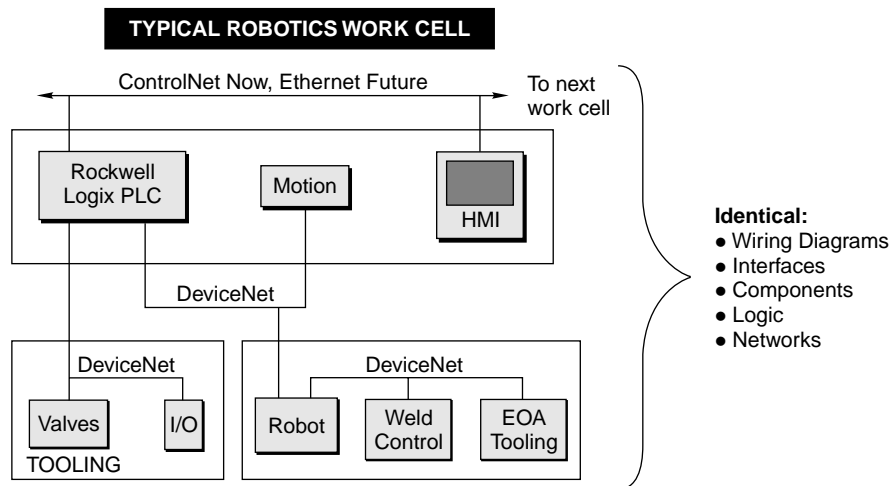 TYPICAL ROBOTICS WORK CELL
ControlNet Now, Ethernet Future
To next
work cell
Rockwell
Logix PLC
Motion
HMI
Identical:
● Wiring Diagrams
● Interfaces
● Components
● Logic
● Networks
DeviceNet
DeviceNet
DeviceNet
Valves
I/O
Robot
Weld
Control
EOA
Tooling
TOOLING